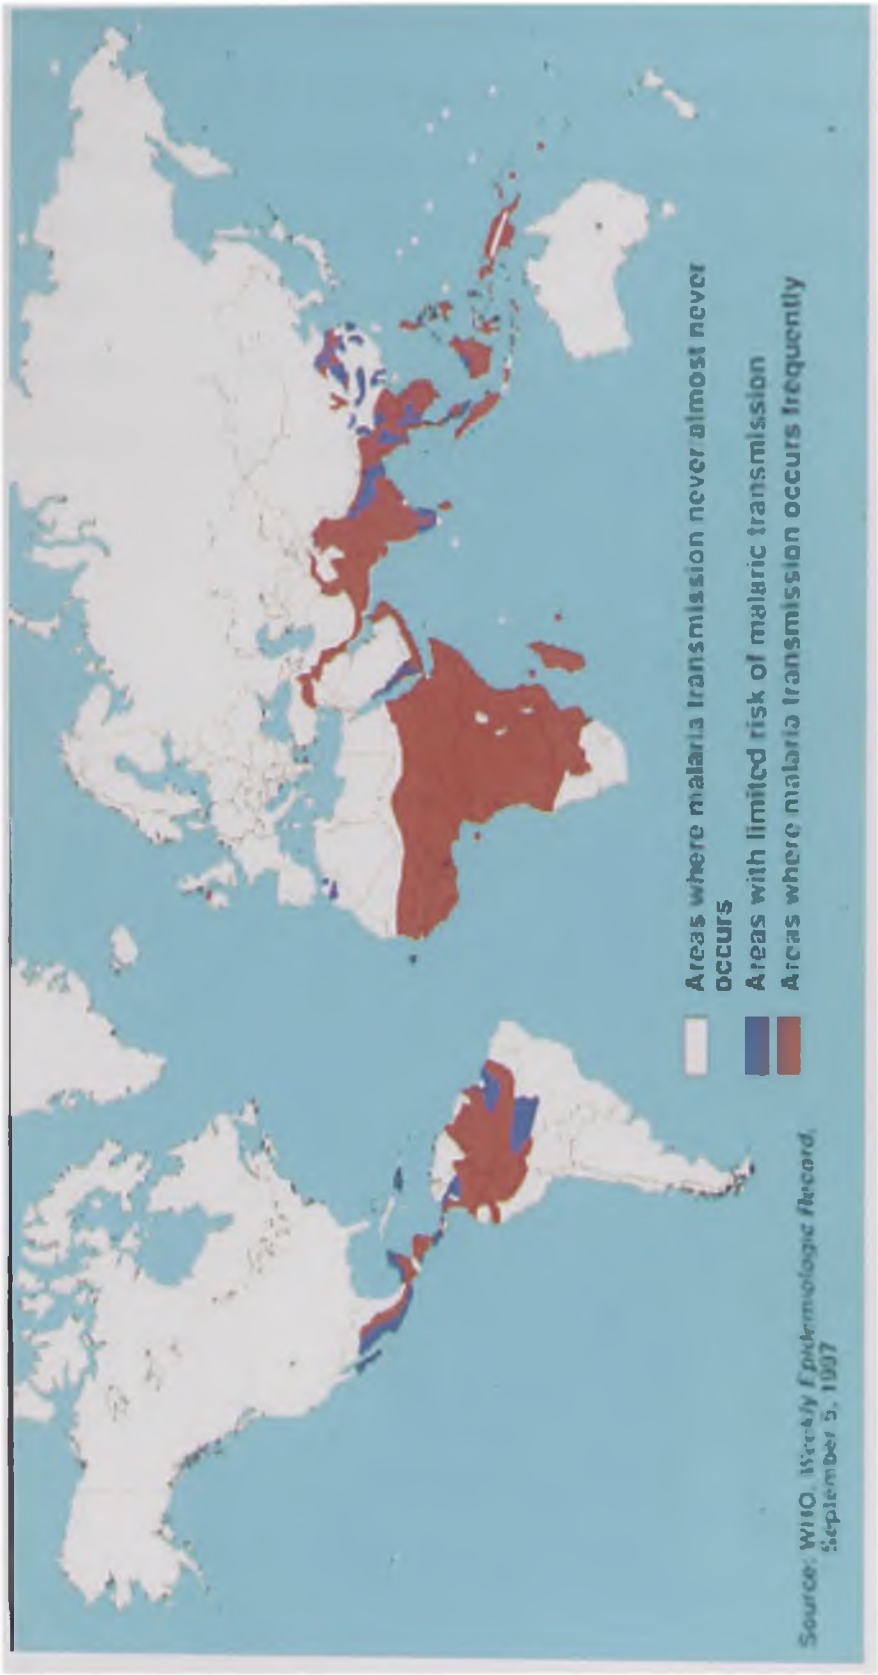 Areas where malaria transmission never almost never
occurs
Areas with limited risk of malaric transmission
Areas where malaria transmission occurs frequently
Source: WHO, Weekly Epidemiologic Record,
September 5, 1997